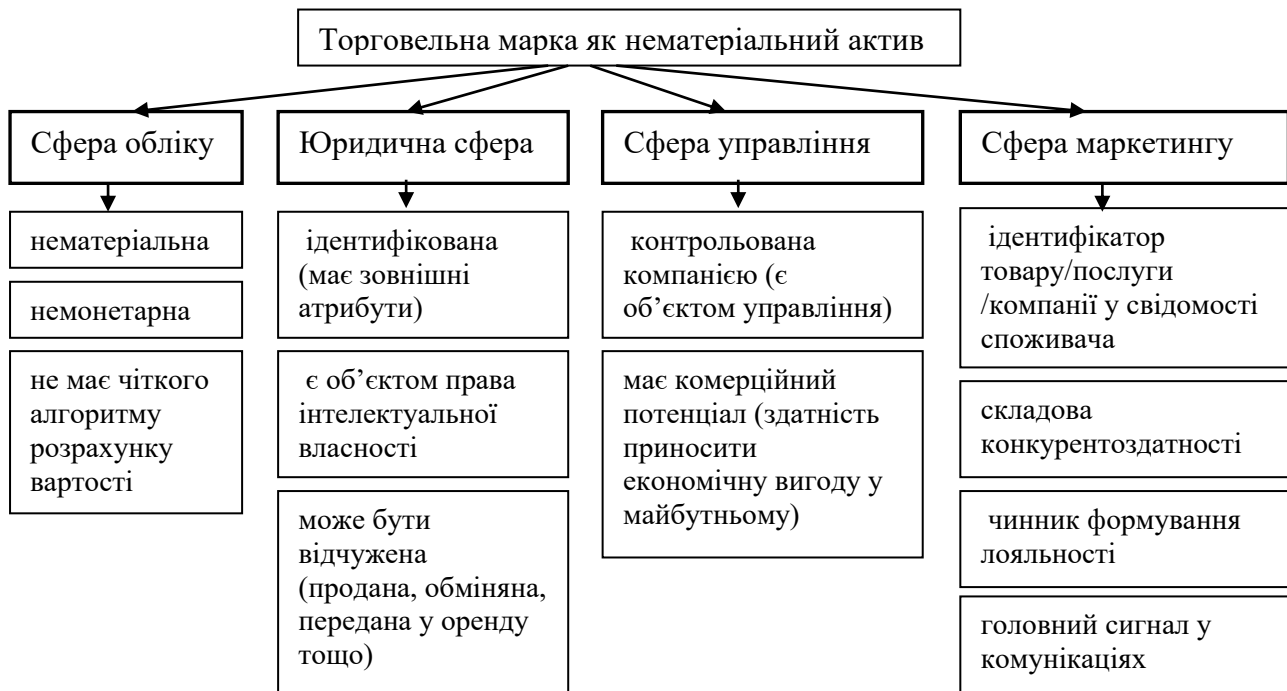 Торговельна марка як нематеріальний актив
Сфера обліку
Юридична сфера
Сфера управління
Сфера маркетингу
нематеріальна
немонетарна
не має чіткого
алгоритму
розрахунку
вартості
ідентифікована
(має зовнішні
атрибути)
є об’єктом права
інтелектуальної
власності
може бути
відчужена
(продана, обміняна,
передана у оренду
тощо)
контрольована
компанією (є
об’єктом управління)
має комерційний
потенціал (здатність
приносити
економічну вигоду у
майбутньому)
ідентифікатор
товару/послуги
/компанії у свідомості
споживача
складова
конкурентоздатності
чинник формування
лояльності
головний сигнал у
комунікаціях